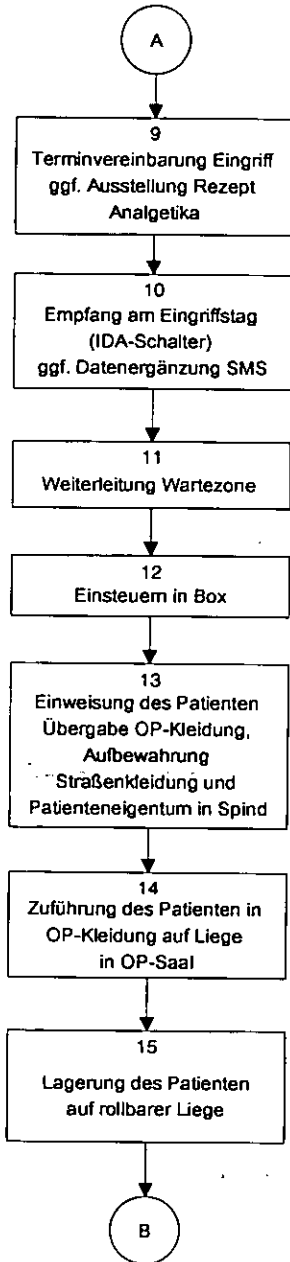 A
9
Terminvereinbarung Eingriff
ggf. Ausstellung Rezept
Analgetika
10
Empfang am Eingriffstag
(IDA-Schalter)
ggf. Datenergänzung SMS
11
Weiterleitung Wartezone
12
Einsteuern in Box
13
Einweisung des Patienten
Übergabe OP-Kleidung,
Aufbewahrung
Straßenkleidung und
Patienteneigentum in Spind
14
Zuführung des Patienten in
OP-Kleidung auf Liege
in OP-Saal
15
Lagerung des Patienten
auf rollbarer Liege
B